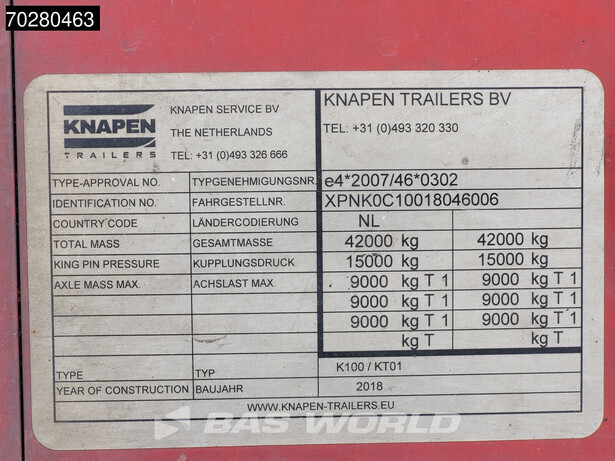 70280463
KNAPEN
TRAILERS
KNAPEN SERVICE BV
THE NETHERLANDS
TEL: +31 (0)493 326 666
KNAPEN TRAILERS BV
TEL: +31 (0)493 320 330
TYPE-APPROVAL NO. TYPGENEHMIGUNGSNR. e4*2007/46*0302
IDENTIFICATION NO. FAHRGESTELLNR. XPNK0C10018046006
COUNTRY CODE LÄNDERCODIERUNG NL
TOTAL MASS GESAMTMASSE 42000 kg 42000 kg
KING PIN PRESSURE KUPPLUNGSDRUCK 15000 kg 15000 kg
AXLE MASS MAX. ACHSLAST MAX. 9000 kg T 1 9000 kg T 1
9000 kg T 1 9000 kg T 1
9000 kg T 1 9000 kg T 1
kg T kg T
TYPE TYP K100 / KT01
YEAR OF CONSTRUCTION BAUJAHR 2018
WWW.KNAPEN-TRAILERS.EU
BAS WORLD